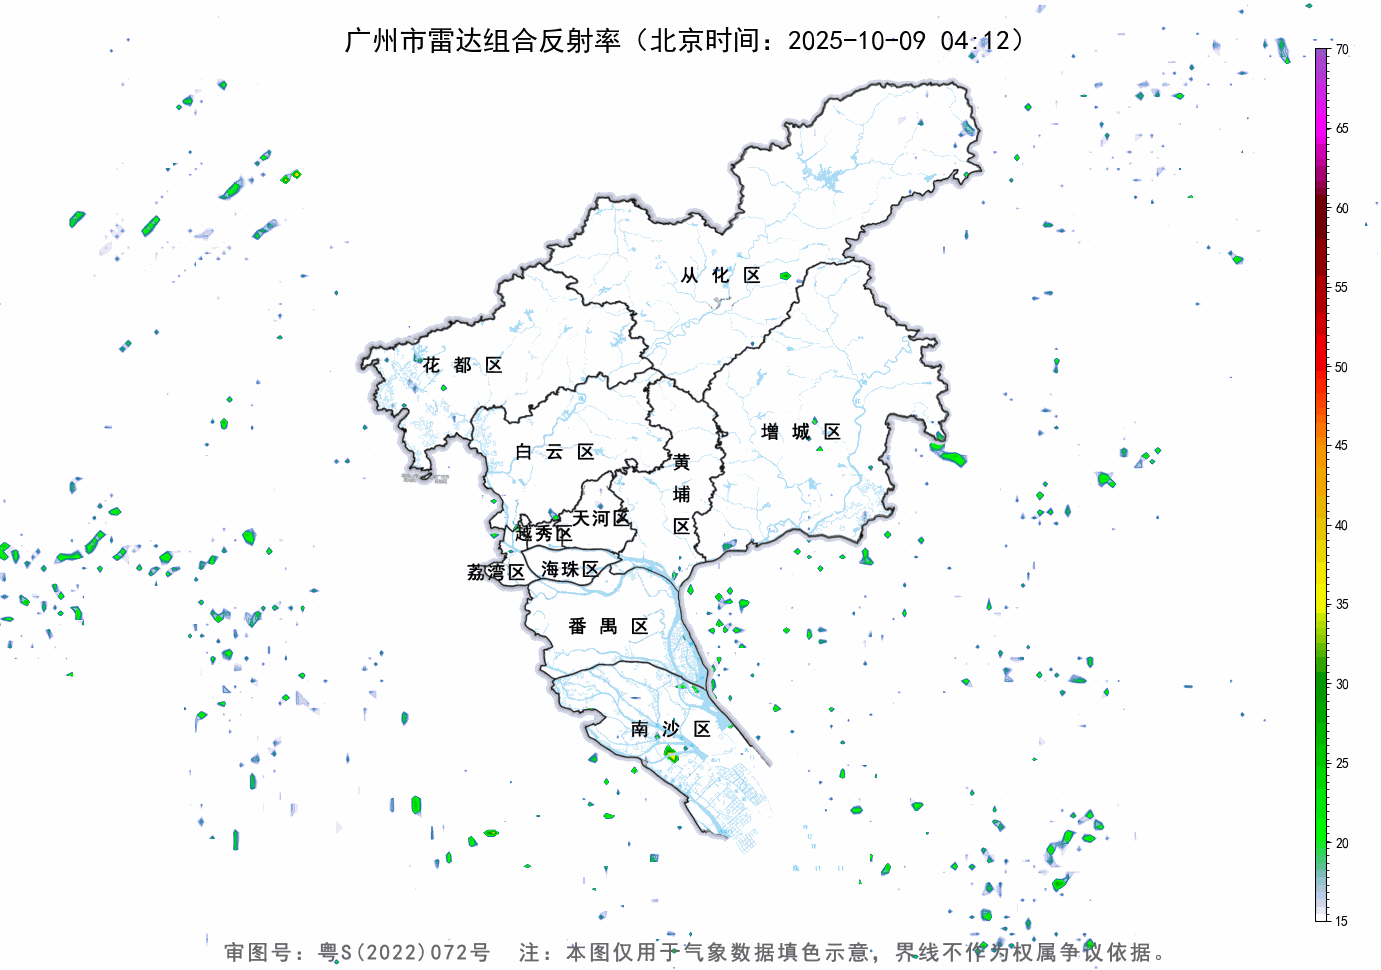 广州市雷达组合反射率（北京时间：2025-10-09 04:12）
70
65
60
55
50
45
40
35
30
25
20
15
从化区
花都区
增城区
白云区
黄埔区
天河区
越秀区
荔湾区
海珠区
番禺区
南沙区
审图号：粤S(2022)072号 注：本图仅用于气象数据填色示意，界线不作为权属争议依据。